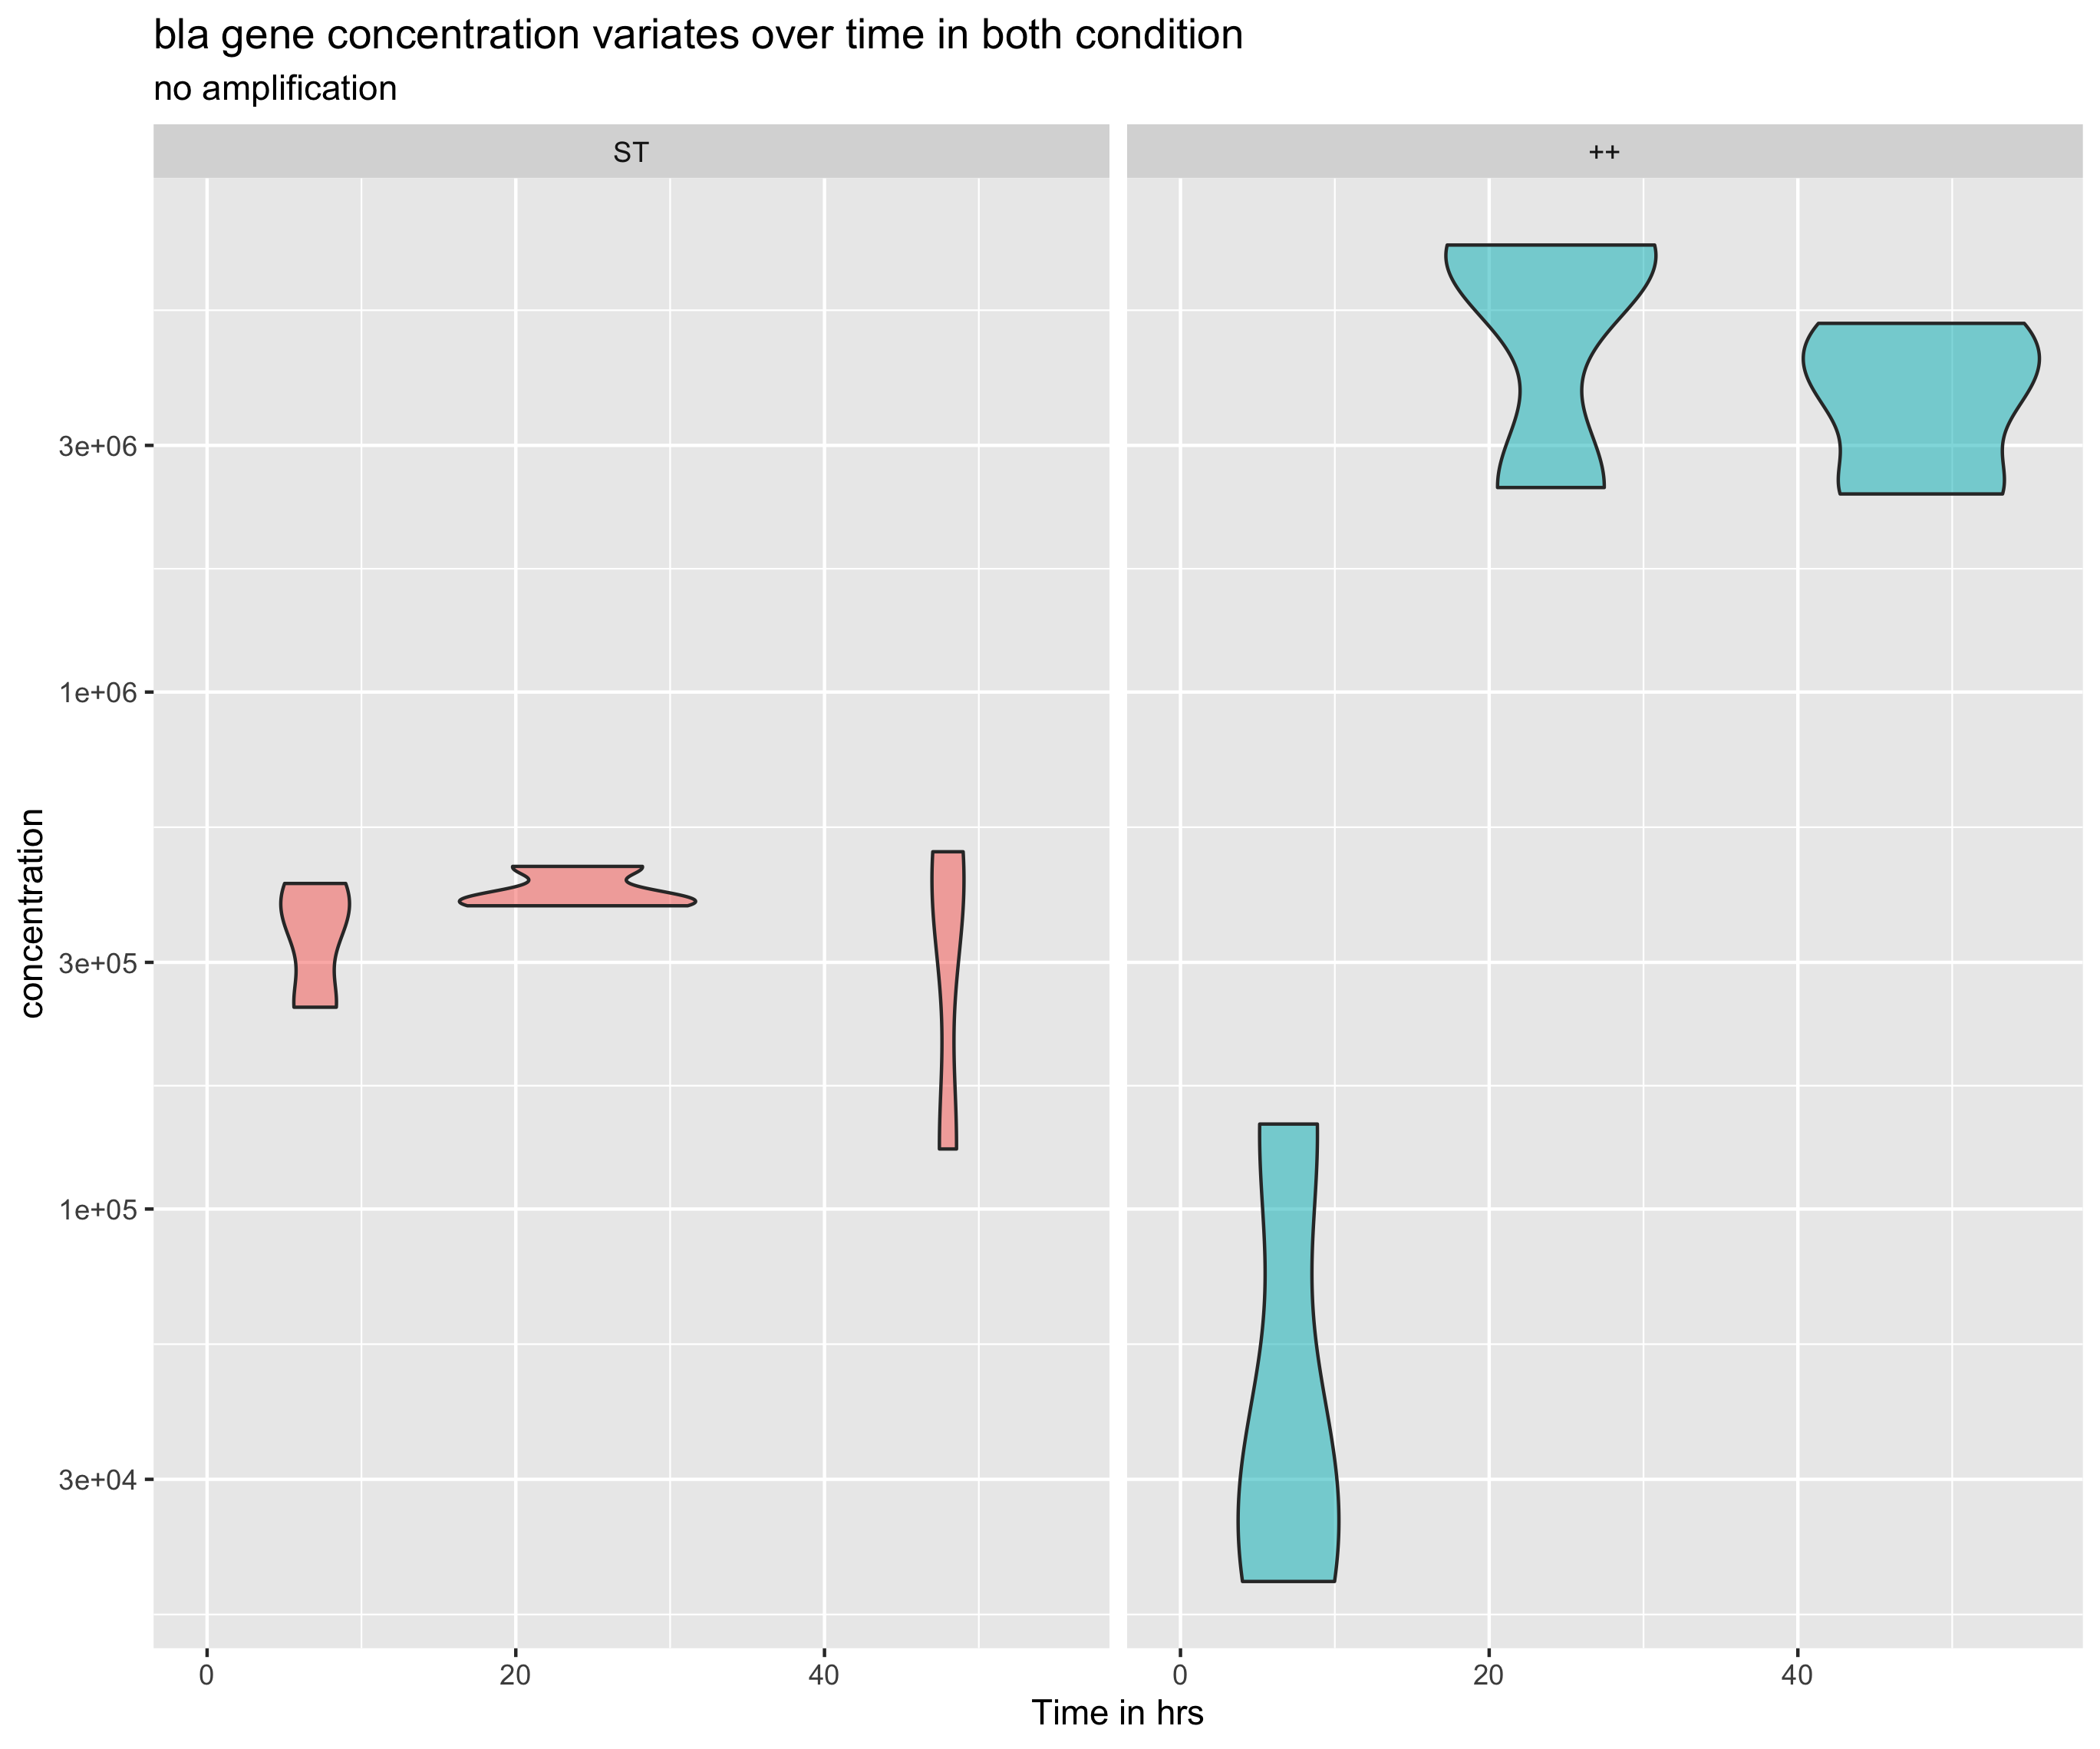 bla gene concentration variates over time in both condition
no amplification
ST
++
concentration
3e+06
1e+06
3e+05
1e+05
3e+04
0
20
40
0
20
40
Time in hrs